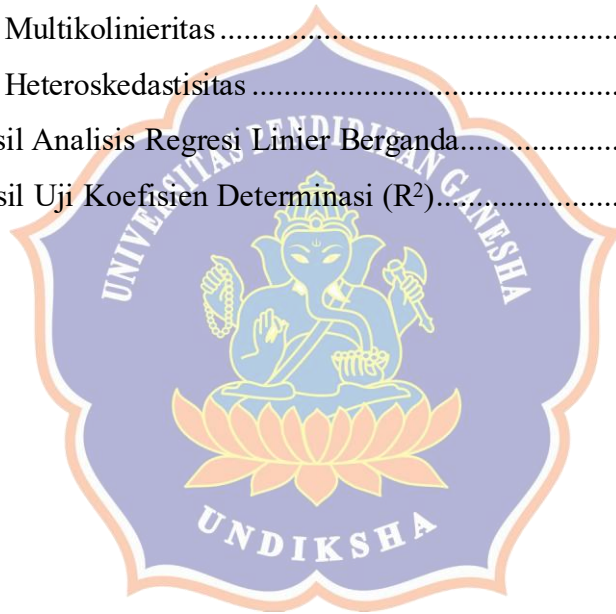 Multikolinieritas
Heteroskedastisitas
sil Analisis Regresi Linier Berganda
sil Uji Koefisien Determinasi (R²)
UNIVERSITAS PENDIDIKAN GANESHA
UNDIKSHA